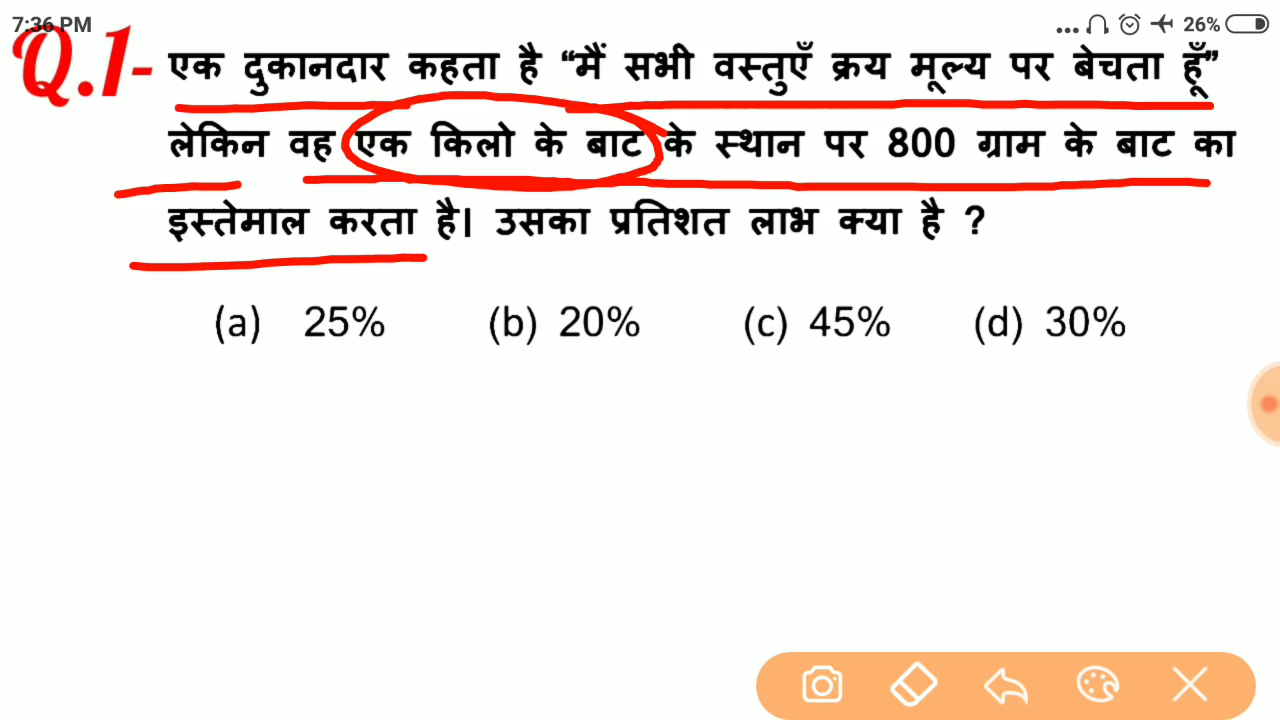 7:36 PM
... 26%
Q.1- एक दुकानदार कहता है “मैं सभी वस्तुएँ क्रय मूल्य पर बेचता हूँ”
लेकिन वह एक किलो के बाट के स्थान पर 800 ग्राम के बाट का
इस्तेमाल करता है। उसका प्रतिशत लाभ क्या है ?
(a) 25% (b) 20% (c) 45% (d) 30%